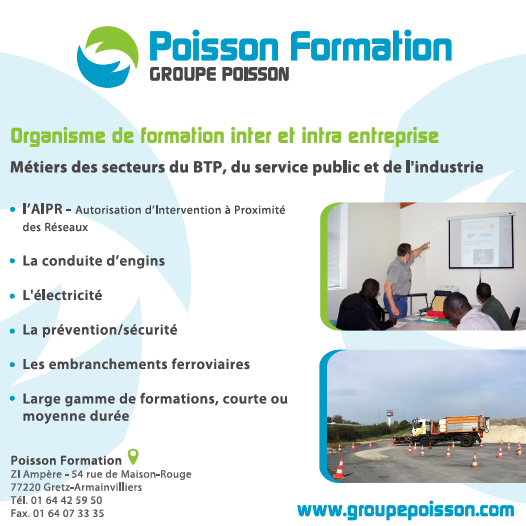 Poisson Formation
GROUPE POISSON
Organisme de formation inter et intra entreprise
Métiers des secteurs du BTP, du service public et de l'industrie
• l'AIPR - Autorisation d'Intervention à Proximité
des Réseaux
• La conduite d'engins
• L'électricité
• La prévention/sécurité
• Les embranchements ferroviaires
• Large gamme de formations, courte ou
moyenne durée
Poisson Formation
ZI Ampère - 54 rue de Maison-Rouge
77220 Gretz-Armainvilliers
Tél. 01 64 42 59 50
Fax. 01 64 07 33 35
www.groupepoisson.com